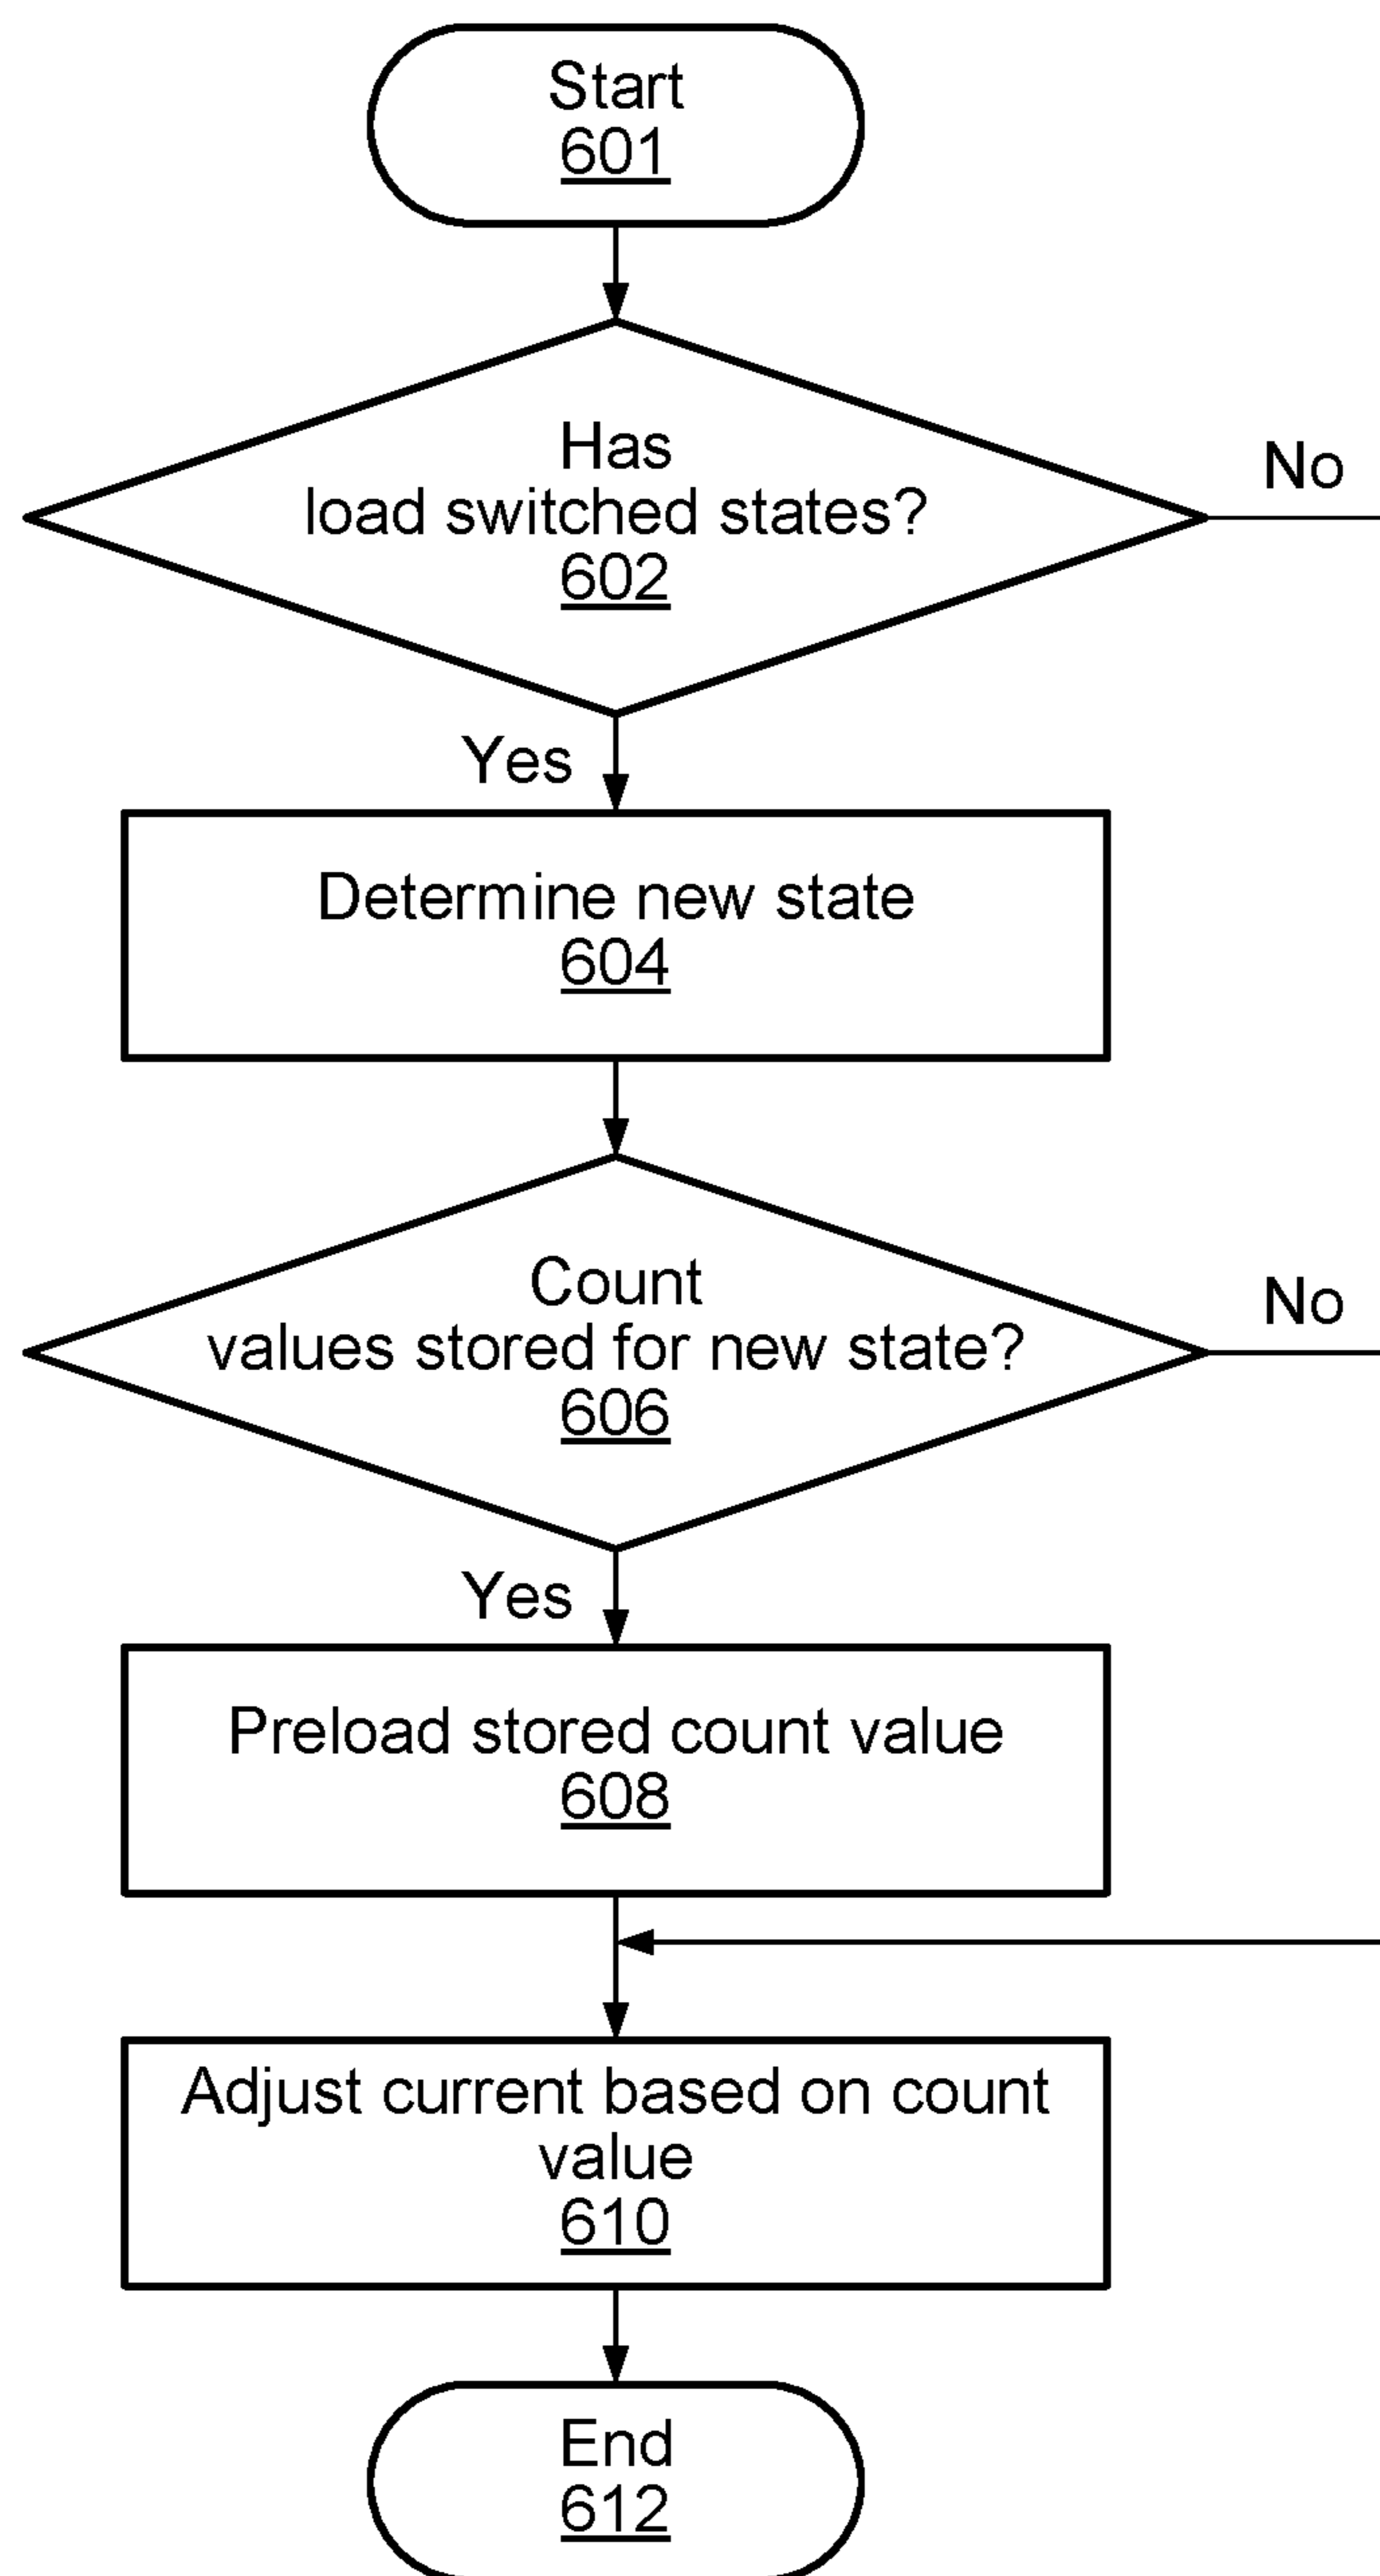 Start
601
Has
load switched states?
602
No
Yes
Determine new state
604
Count
values stored for new state?
606
No
Yes
Preload stored count value
608
Adjust current based on count
value
610
End
612